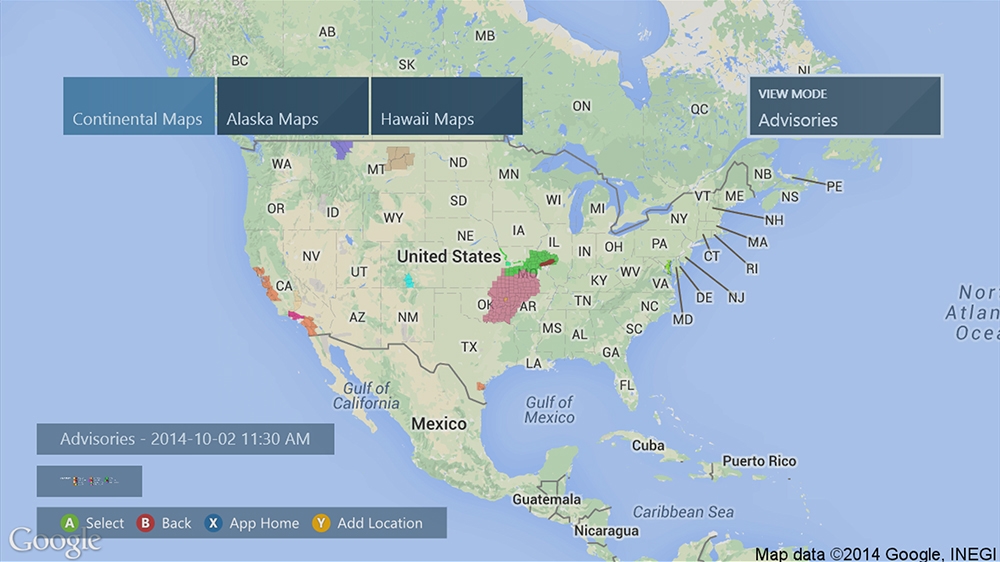 AB
MB
BC
SK
NL
ON
QC
Continental Maps
Alaska Maps
Hawaii Maps
VIEW MODE
Advisories
WA
MT
ND
MN
NB
PE
VT
ME
NS
OR
ID
WY
SD
WI
MI
NY
NH
NE
IA
IL
IN
OH
PA
MA
NV
UT
United States
CT
RI
CA
MO
KY
WV
VA
DE
NJ
AZ
NM
OK
AR
TN
NC
MD
TX
MS
AL
SC
GA
LA
FL
Nor
Atlan
Ocea
Gulf of
California
Gulf of
Mexico
Mexico
Advisories - 2014-10-02 11:30 AM
Cuba
Puerto Rico
Guatemala
Caribbean Sea
Nicaragua
A Select B Back X App Home Y Add Location
Google
Map data ©2014 Google, INEGI